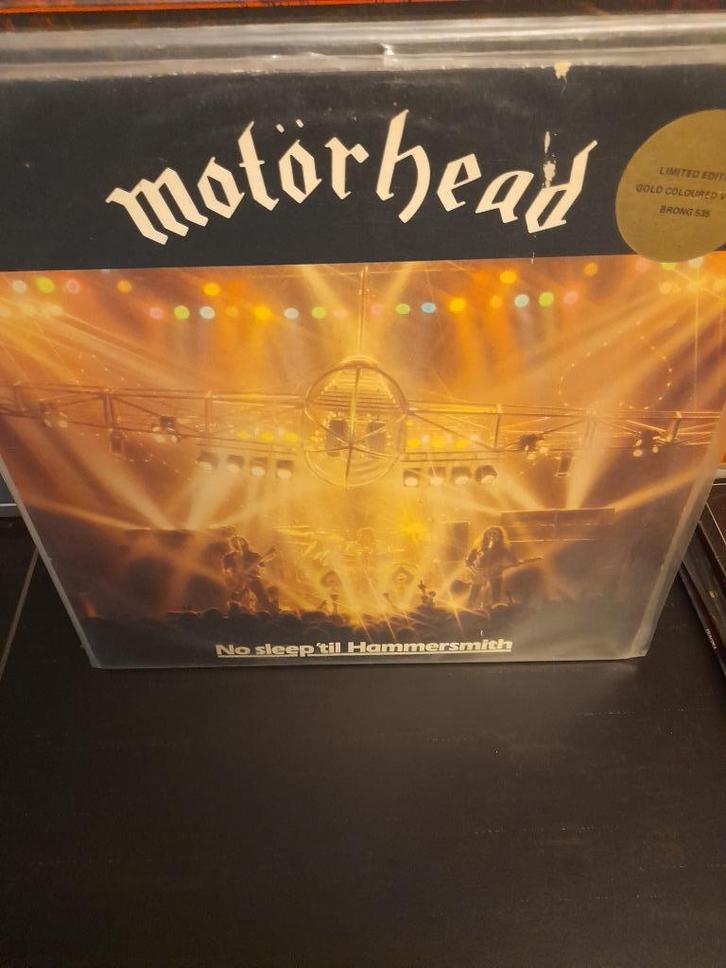 motörhead
LIMITED EDIT
GOLD COLOURED V
BRONG 535
No sleep 'til Hammersmith